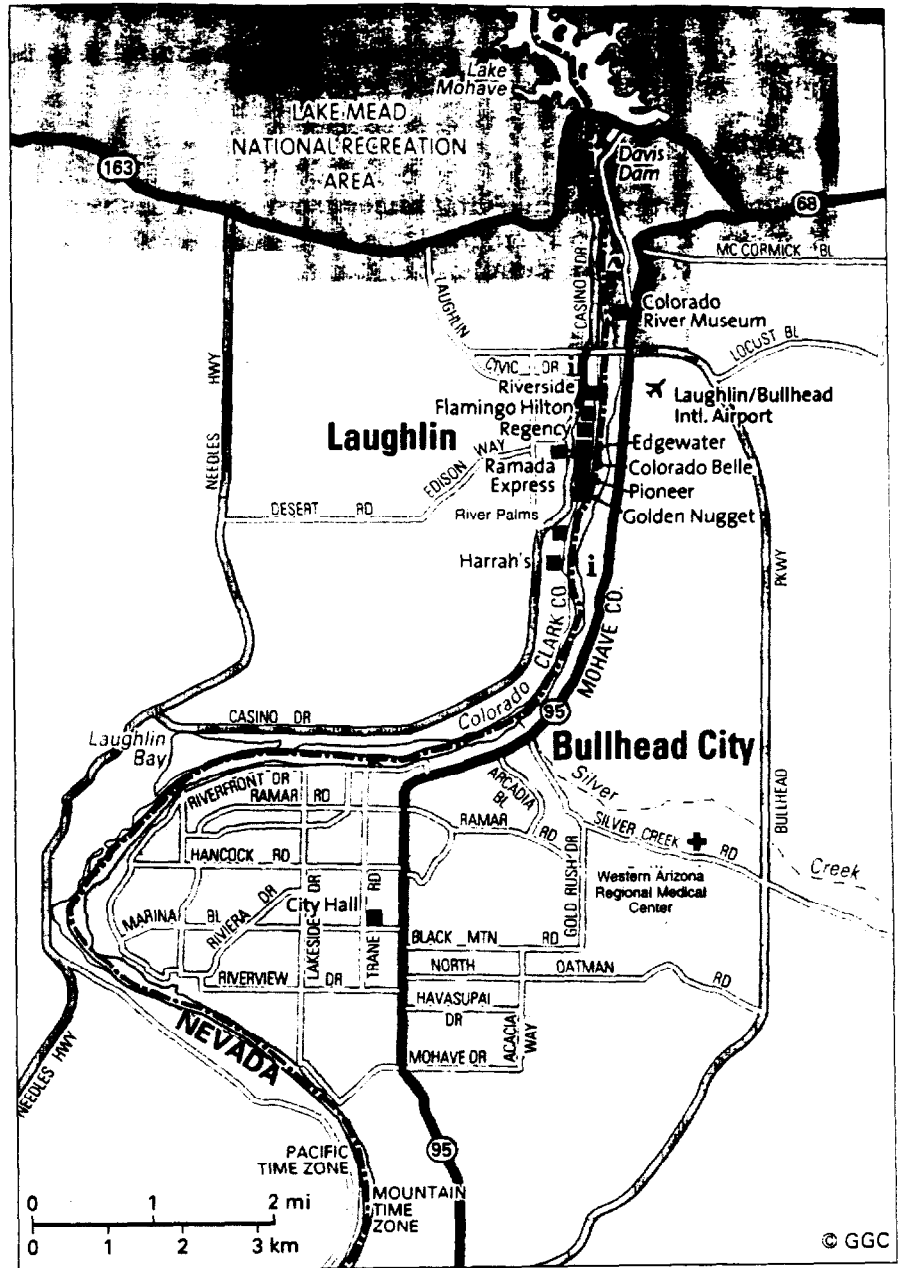 Lake
Mohave
LAKE MEAD
NATIONAL RECREATION
AREA
163
Davis
Dam
68
MC CORMICK BL
CASINO DR
LAUGHLIN
Colorado
River Museum
LOCUST BL
CIVIC DR
i
Riverside
Laughlin/Bullhead
Intl. Airport
Flamingo Hilton
Regency
NEEDLES HWY
Laughlin
EDISON WAY
Edgewater
Ramada
Express
Colorado Belle
Pioneer
DESERT RD
River Palms
Golden Nugget
Harrah's
i
CLARK CO.
MOHAVE CO.
BULLHEAD PKWY
Colorado
95
CASINO DR
Laughlin
Bay
Bullhead City
Silver
Creek
RIVERFRONT DR
RAMAR RD
ARCADIA
BL
RAMAR RD
SILVER CREEK RD
GOLD RUSH DR
HANCOCK RD
Western Arizona
Regional Medical
Center
RIVIERA DR
City Hall
MARINA BL
LAKESIDE DR
TRANE RD
BLACK MTN RD
NORTH OATMAN RD
RIVERVIEW DR
HAVASUPAI
DR
ACACIA
WAY
NEVADA
MOHAVE DR
NEEDLES HWY
95
PACIFIC
TIME ZONE
MOUNTAIN
TIME
ZONE
0 1 2 mi
0 1 2 3 km
© GGC